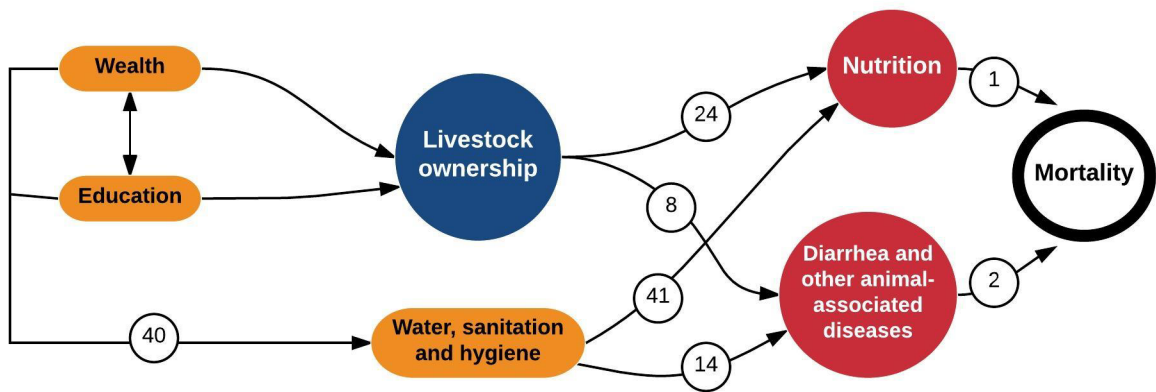 Wealth
Education
Livestock
ownership
Water, sanitation
and hygiene
40
24
8
41
14
Nutrition
Diarrhea and
other animal-
associated
diseases
1
2
Mortality